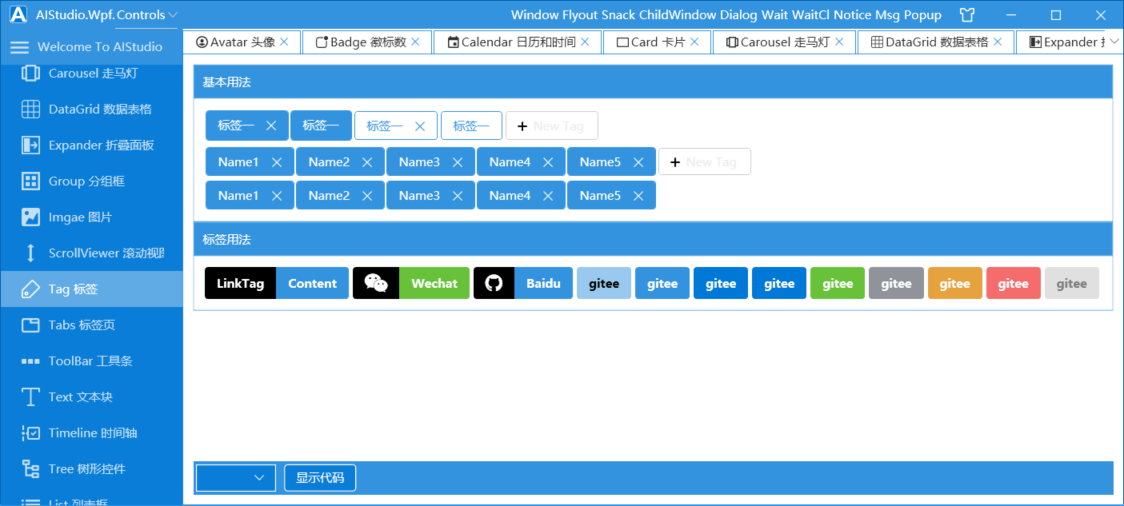 AIStudio.Wpf.Controls
Window Flyout Snack ChildWindow Dialog Wait WaitCl Notice Msg Popup
Welcome To AIStudio
Carousel 走马灯
DataGrid 数据表格
Expander 折叠面板
Group 分组框
Imgae 图片
ScrollViewer 滚动视图
Tag 标签
Tabs 标签页
ToolBar 工具条
Text 文本块
Timeline 时间轴
Tree 树形控件
List 列表框
Avatar 头像
Badge 徽标数
Calendar 日历和时间
Card 卡片
Carousel 走马灯
DataGrid 数据表格
Expander
基本用法
标签一 标签一 标签一 标签一 New Tag
Name1 Name2 Name3 Name4 Name5 New Tag
Name1 Name2 Name3 Name4 Name5
标签用法
LinkTag Content Wechat Baidu gitee gitee gitee gitee gitee gitee gitee gitee gitee
显示代码